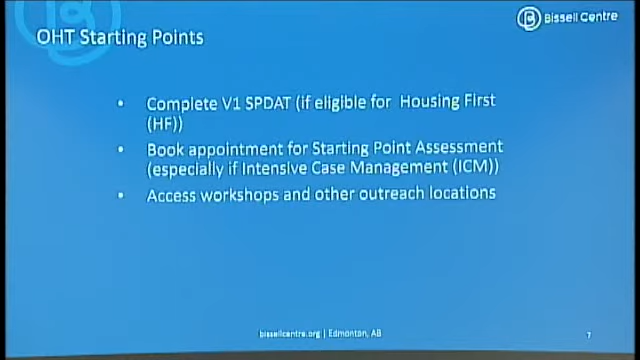 Bissell Centre
OHT Starting Points
• Complete V1 SPDAT (if eligible for Housing First
(HF))
• Book appointment for Starting Point Assessment
(especially if Intensive Case Management (ICM))
• Access workshops and other outreach locations
bissellcentre.org | Edmonton, AB
7